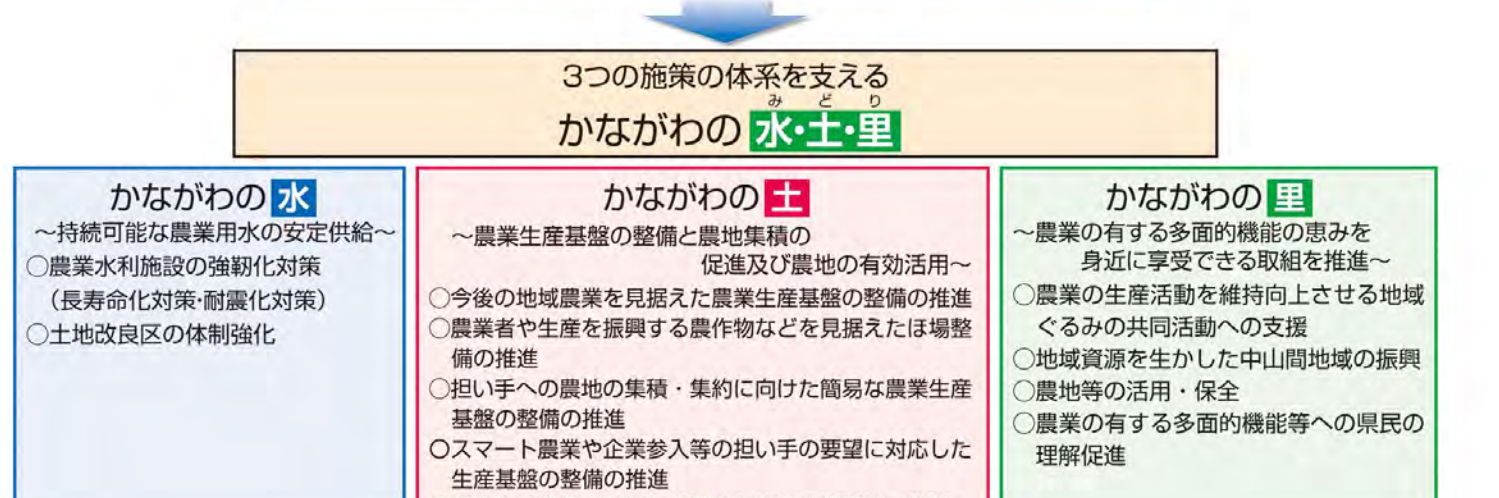 3つの施策の体系を支える
みどり
かながわの 水・土・里
かながわの 水
～持続可能な農業用水の安定供給～
○農業水利施設の強靭化対策
（長寿命化対策・耐震化対策）
○土地改良区の体制強化
かながわの 土
～農業生産基盤の整備と農地集積の
促進及び農地の有効活用～
○今後の地域農業を見据えた農業生産基盤の整備の推進
○農業者や生産を振興する農作物などを見据えたほ場整
備の推進
○担い手への農地の集積・集約に向けた簡易な農業生産
基盤の整備の推進
○スマート農業や企業参入等の担い手の要望に対応した
生産基盤の整備の推進
かながわの 里
～農業の有する多面的機能の恵みを
身近に享受できる取組を推進～
○農業の生産活動を維持向上させる地域
ぐるみの共同活動への支援
○地域資源を生かした中山間地域の振興
○農地等の活用・保全
○農業の有する多面的機能等への県民の
理解促進